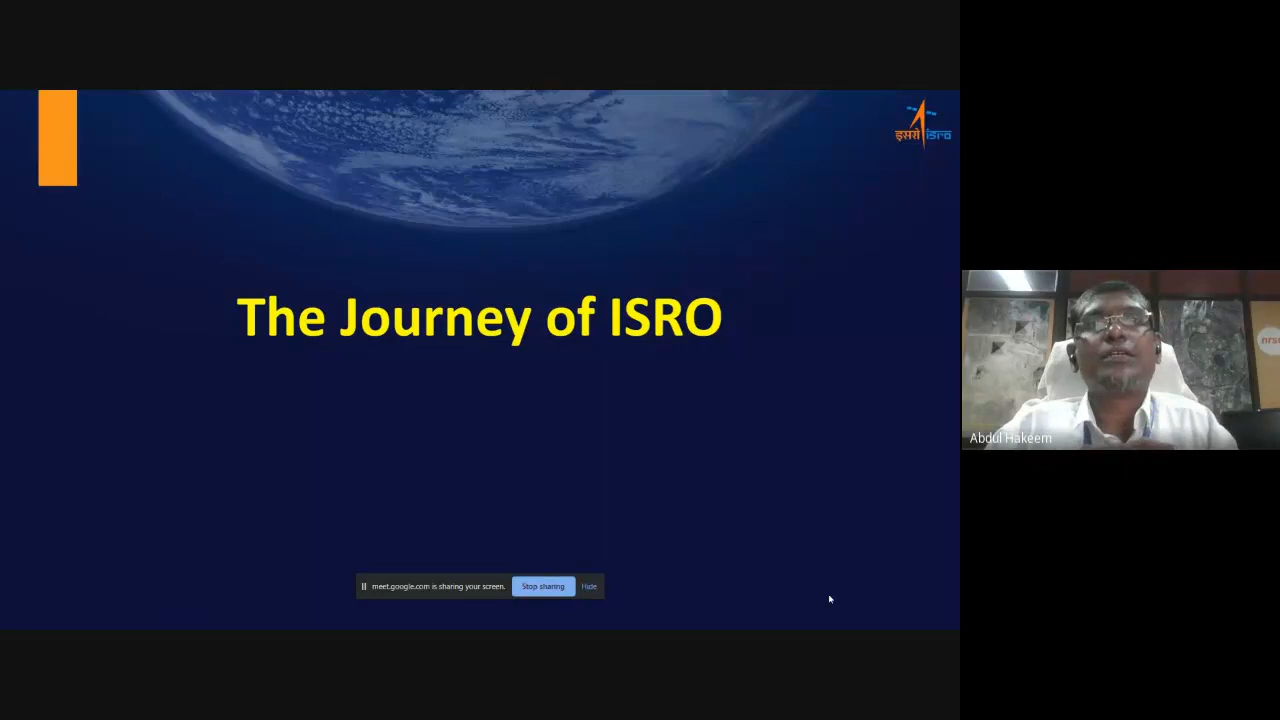 इसरो isro
The Journey of ISRO
meet.google.com is sharing your screen. Stop sharing Hide
Abdul Hakeem